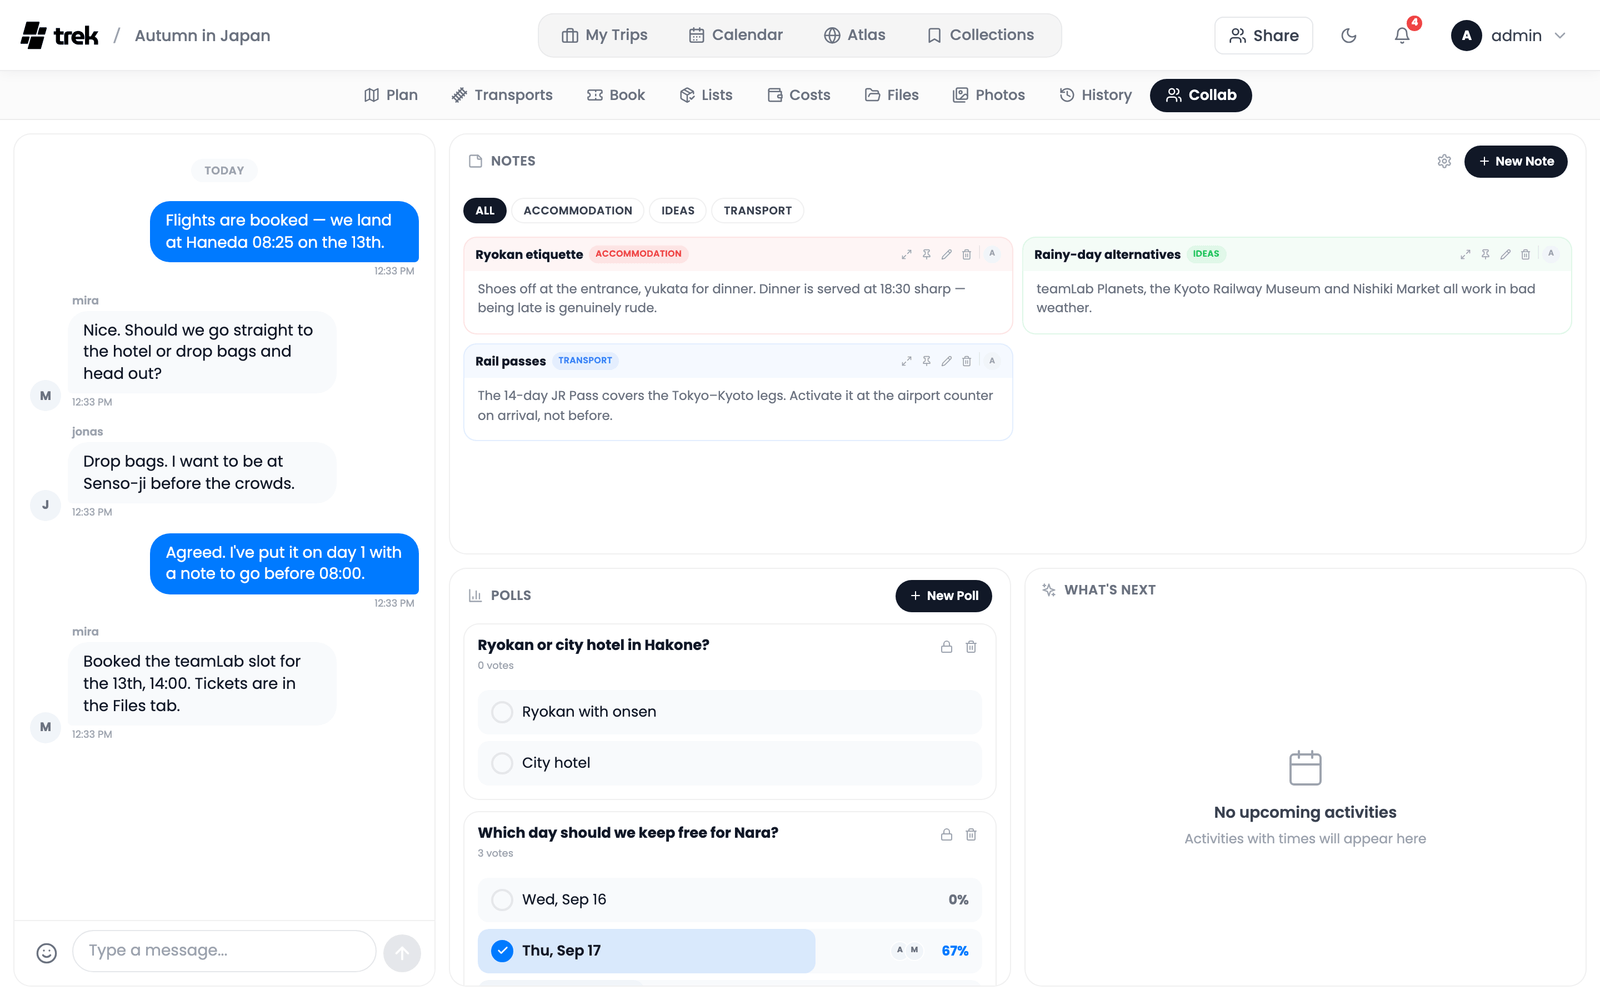 trek / Autumn in Japan
My Trips
Calendar
Atlas
Collections
Share
4
A admin
Plan
Transports
Book
Lists
Costs
Files
Photos
History
Collab
TODAY
Flights are booked — we land
at Haneda 08:25 on the 13th.
12:33 PM
mira
Nice. Should we go straight to
the hotel or drop bags and
head out?
M
12:33 PM
jonas
Drop bags. I want to be at
Senso-ji before the crowds.
J
12:33 PM
Agreed. I've put it on day 1 with
a note to go before 08:00.
12:33 PM
mira
Booked the teamLab slot for
the 13th, 14:00. Tickets are in
the Files tab.
M
12:33 PM
Type a message...
NOTES
+ New Note
ALL
ACCOMMODATION
IDEAS
TRANSPORT
Ryokan etiquette ACCOMMODATION A
Shoes off at the entrance, yukata for dinner. Dinner is served at 18:30 sharp —
being late is genuinely rude.
Rainy-day alternatives IDEAS A
teamLab Planets, the Kyoto Railway Museum and Nishiki Market all work in bad
weather.
Rail passes TRANSPORT A
The 14-day JR Pass covers the Tokyo–Kyoto legs. Activate it at the airport counter
on arrival, not before.
POLLS
+ New Poll
Ryokan or city hotel in Hakone?
0 votes
Ryokan with onsen
City hotel
Which day should we keep free for Nara?
3 votes
Wed, Sep 16 0%
Thu, Sep 17 A M 67%
WHAT'S NEXT
No upcoming activities
Activities with times will appear here